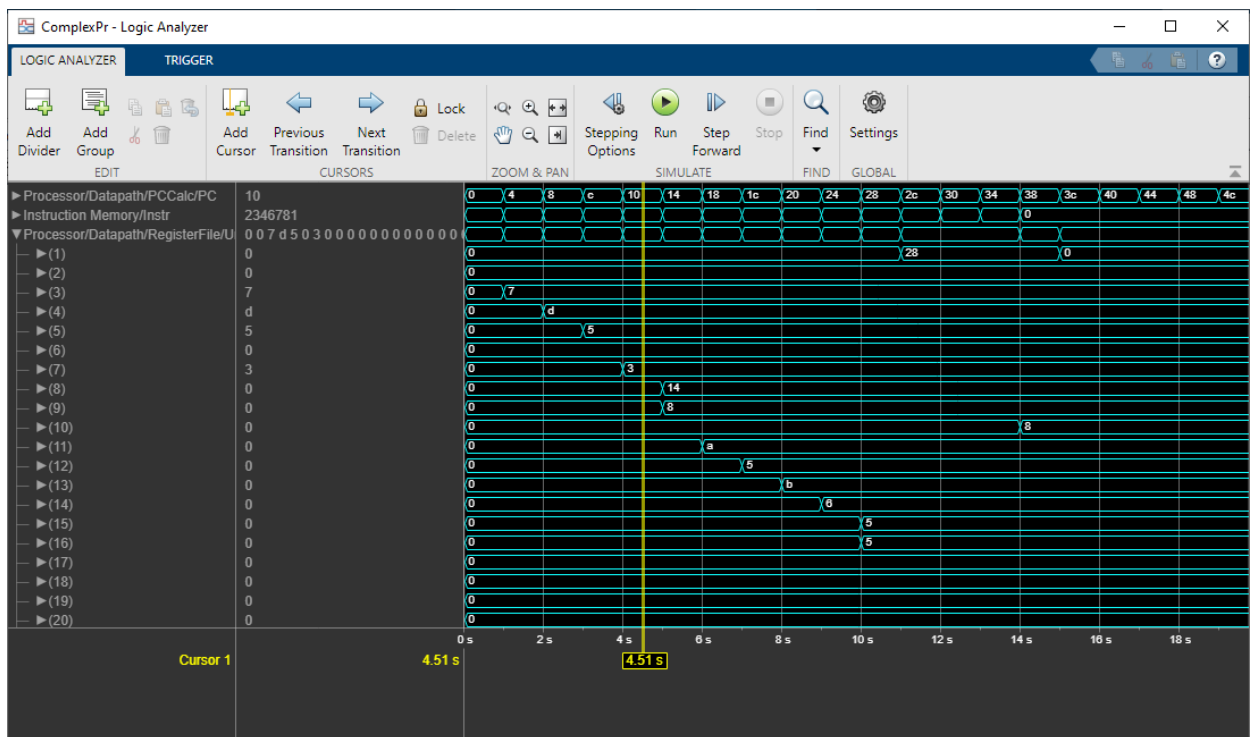 ComplexPr - Logic Analyzer
LOGIC ANALYZER TRIGGER
Add Divider
Add Group
Add Cursor
Previous Transition
Next Transition
Lock
Delete
Stepping Options
Run
Step Forward
Stop
Find
Settings
EDIT CURSORS ZOOM & PAN SIMULATE FIND GLOBAL
Processor/Datapath/PCCalc/PC 10 0 4 8 c 10 14 18 1c 20 24 28 2c 30 34 38 3c 40 44 48 4c
Instruction Memory/Instr 2346781 0
Processor/Datapath/RegisterFile/U 0 0 7 d 5 0 3 0 0 0 0 0 0 0 0 0 0 0 0 0
(1) 0 0 28 0
(2) 0 0
(3) 7 0 7
(4) d 0 d
(5) 5 0 5
(6) 0 0
(7) 3 0 3
(8) 0 0 14
(9) 0 0 8
(10) 0 0 8
(11) 0 0 a
(12) 0 0 5
(13) 0 0 b
(14) 0 0 6
(15) 0 0 5
(16) 0 0 5
(17) 0 0
(18) 0 0
(19) 0 0
(20) 0 0
0 s 2 s 4 s 6 s 8 s 10 s 12 s 14 s 16 s 18 s
Cursor 1 4.51 s 4.51 s